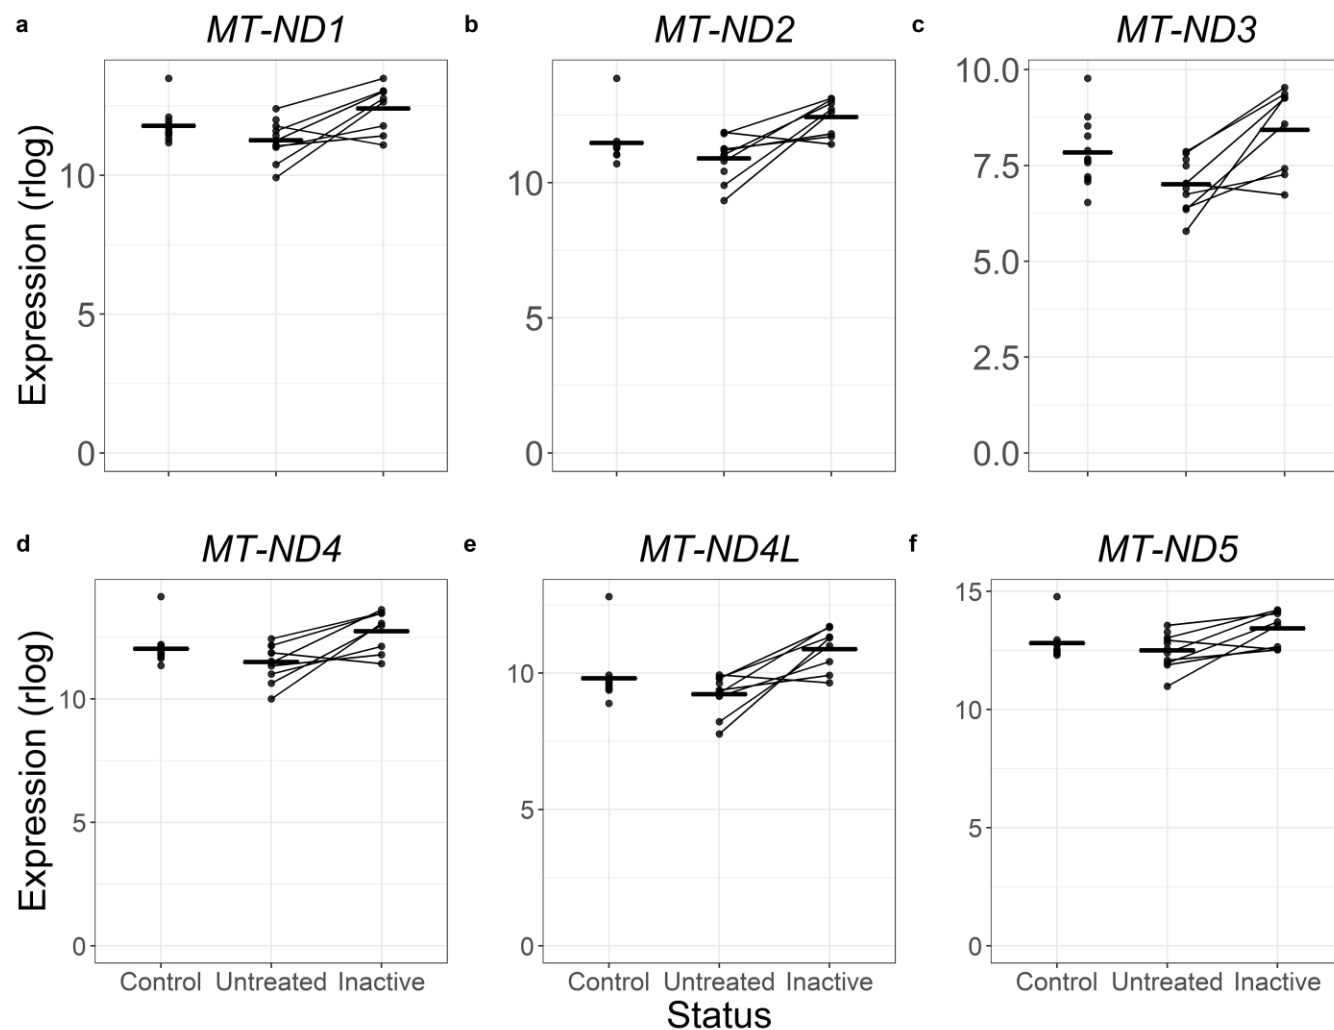 a MT-ND1
b MT-ND2
c MT-ND3
Expression (rlog)
10
5
0
10
5
0
10.0
7.5
5.0
2.5
0.0
d MT-ND4
e MT-ND4L
f MT-ND5
Expression (rlog)
10
5
0
10
5
0
15
10
5
0
Control Untreated Inactive
Control Untreated Inactive
Control Untreated Inactive
Status